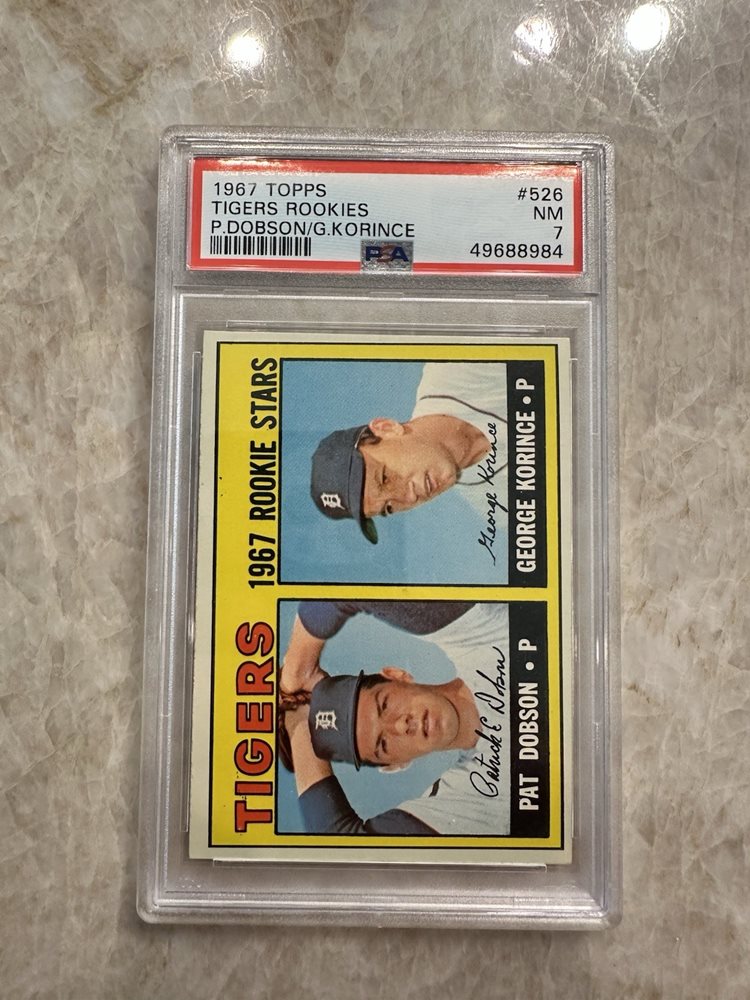 1967 TOPPS #526
TIGERS ROOKIES NM
P.DOBSON/G.KORINCE 7
49688984
PSA
TIGERS 1967 ROOKIE STARS
D
D
Patrick E Dobson
George Korince
PAT DOBSON • P
GEORGE KORINCE • P